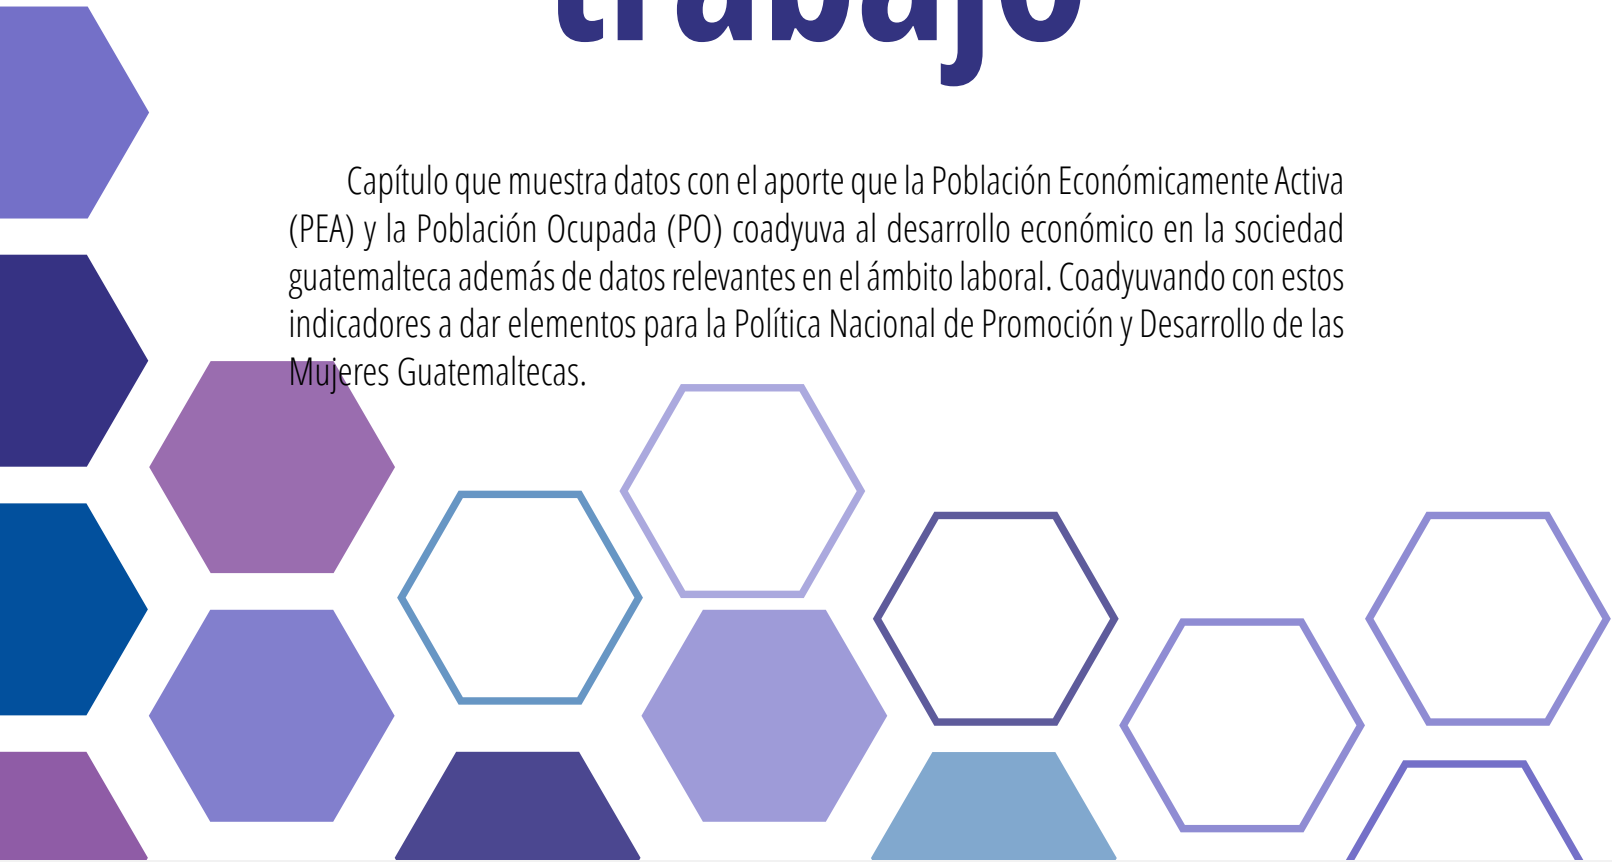 trabajo
Capítulo que muestra datos con el aporte que la Población Económicamente Activa
(PEA) y la Población Ocupada (PO) coadyuva al desarrollo económico en la sociedad
guatemalteca además de datos relevantes en el ámbito laboral. Coadyuvando con estos
indicadores a dar elementos para la Política Nacional de Promoción y Desarrollo de las
Mujeres Guatemaltecas.